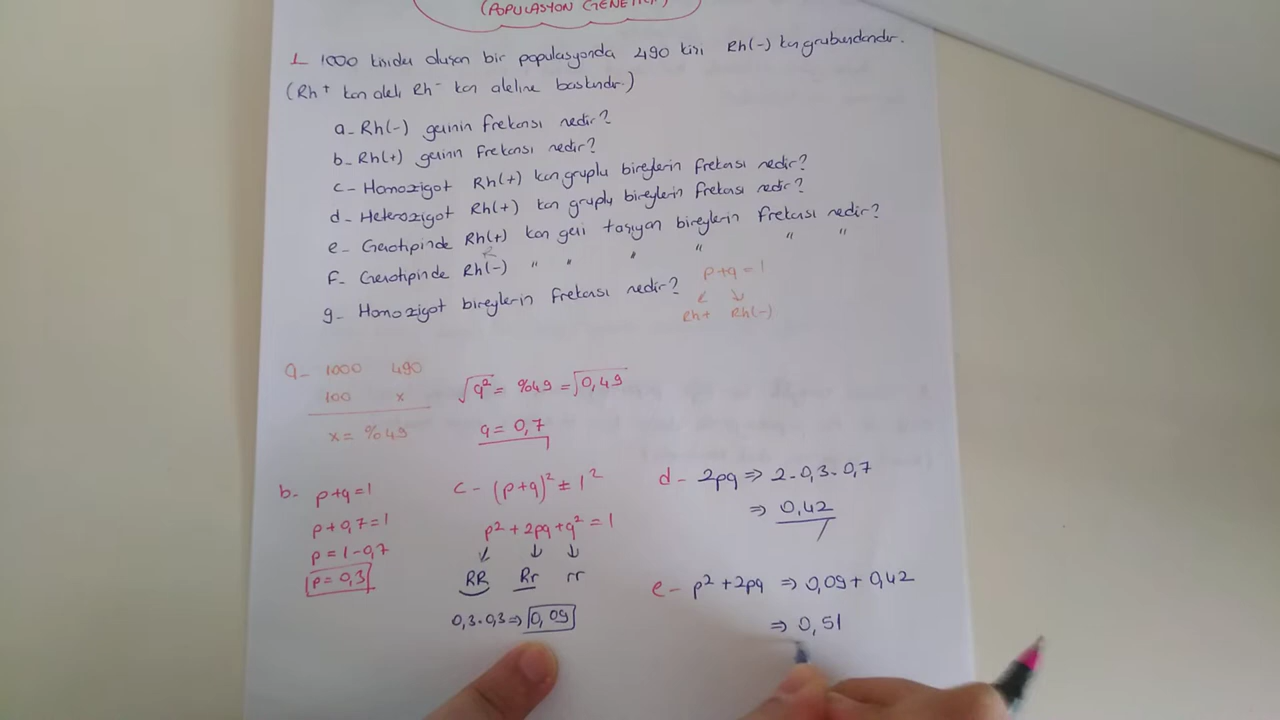 (POPULASYON GENETİĞİ)
1 1000 kişiden oluşan bir populasyonda 490 kişi Rh(-) kan grubundandır.
(Rh+ kan aleli Rh- kan aleline baskındır.)
a- Rh(-) geninin frekansı nedir?
b- Rh(+) genin frekansı nedir?
c- Homozigot Rh(+) kan gruplu bireylerin frekansı nedir?
d- Heterozigot Rh(+) kan gruplu bireylerin frekansı nedir?
e- Genotipinde Rh(+) kan geni taşıyan bireylerin frekansı nedir?
R
f- Genotipinde Rh(-) " " " " " "
g- Homozigot bireylerin frekansı nedir?
p+q=1
Rh+ Rh(-)
a- 1000 490
100 x
x= %49
√q² = %49 = √0,49
q= 0,7
b- p+q=1
p+0,7=1
p=1-0,7
p=0,3
c- (p+q)² = 1²
p²+2pq+q²=1
RR Rr rr
0,3.0,3⇒ 0,09
d- 2pq ⇒ 2.0,3.0,7
⇒ 0,42
e- p²+2pq ⇒ 0,09+0,42
⇒ 0,51